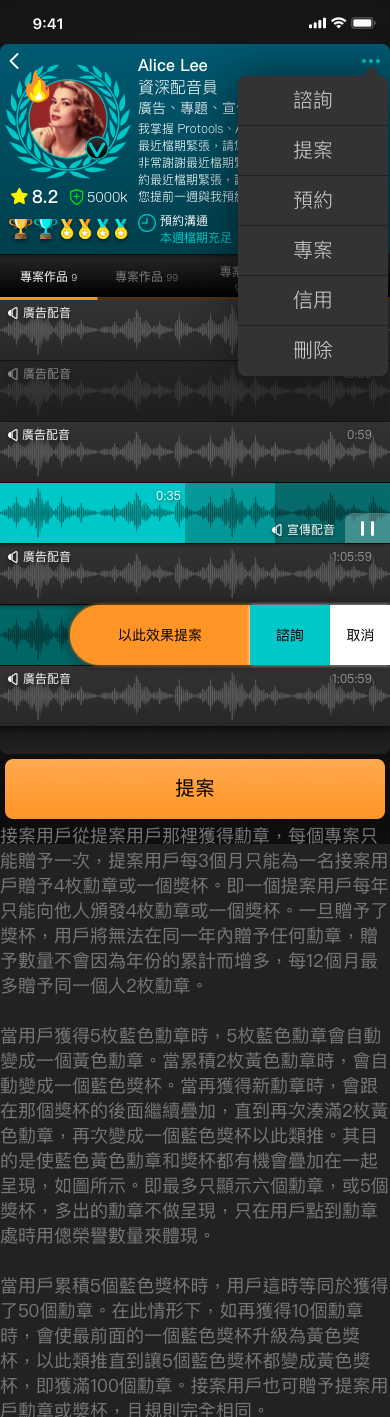 9:41
Alice Lee
資深配音員
廣告、專題、宣
我掌握 Protools、
最近檔期緊張，請
非常謝謝最近檔期
約最近檔期緊張，
您提前一週與我預
8.2
5000k
預約溝通
本週檔期充足
諮詢
提案
預約
專案
信用
刪除
專案作品 9
專案作品 99
廣告配音
廣告配音
廣告配音
0:59
0:35
宣傳配音
廣告配音
1:05:59
以此效果提案
諮詢
取消
廣告配音
1:05:59
提案
接案用戶從提案用戶那裡獲得勳章，每個專案只
能贈予一次，提案用戶每3個月只能為一名接案用
戶贈予4枚勳章或一個獎杯。即一個提案用戶每年
只能向他人頒發4枚勳章或一個獎杯。一旦贈予了
獎杯，用戶將無法在同一年內贈予任何勳章，贈
予數量不會因為年份的累計而增多，每12個月最
多贈予同一個人2枚勳章。
當用戶獲得5枚藍色勳章時，5枚藍色勳章會自動
變成一個黃色勳章。當累積2枚黃色勳章時，會自
動變成一個藍色獎杯。當再獲得新勳章時，會跟
在那個獎杯的後面繼續疊加，直到再次湊滿2枚黃
色勳章，再次變成一個藍色獎杯以此類推。其目
的是使藍色黃色勳章和獎杯都有機會疊加在一起
呈現，如圖所示。即最多只顯示六個勳章，或5個
獎杯，多出的勳章不做呈現，只在用戶點到勳章
處時用傯榮譽數量來體現。
當用戶累積5個藍色獎杯時，用戶這時等同於獲得
了50個勳章。在此情形下，如再獲得10個勳章
時，會使最前面的一個藍色獎杯升級為黃色獎
杯，以此類推直到讓5個藍色獎杯都變成黃色獎
杯，即獲滿100個勳章。接案用戶也可贈予提案用
戶勳章或獎杯，且規則完全相同。